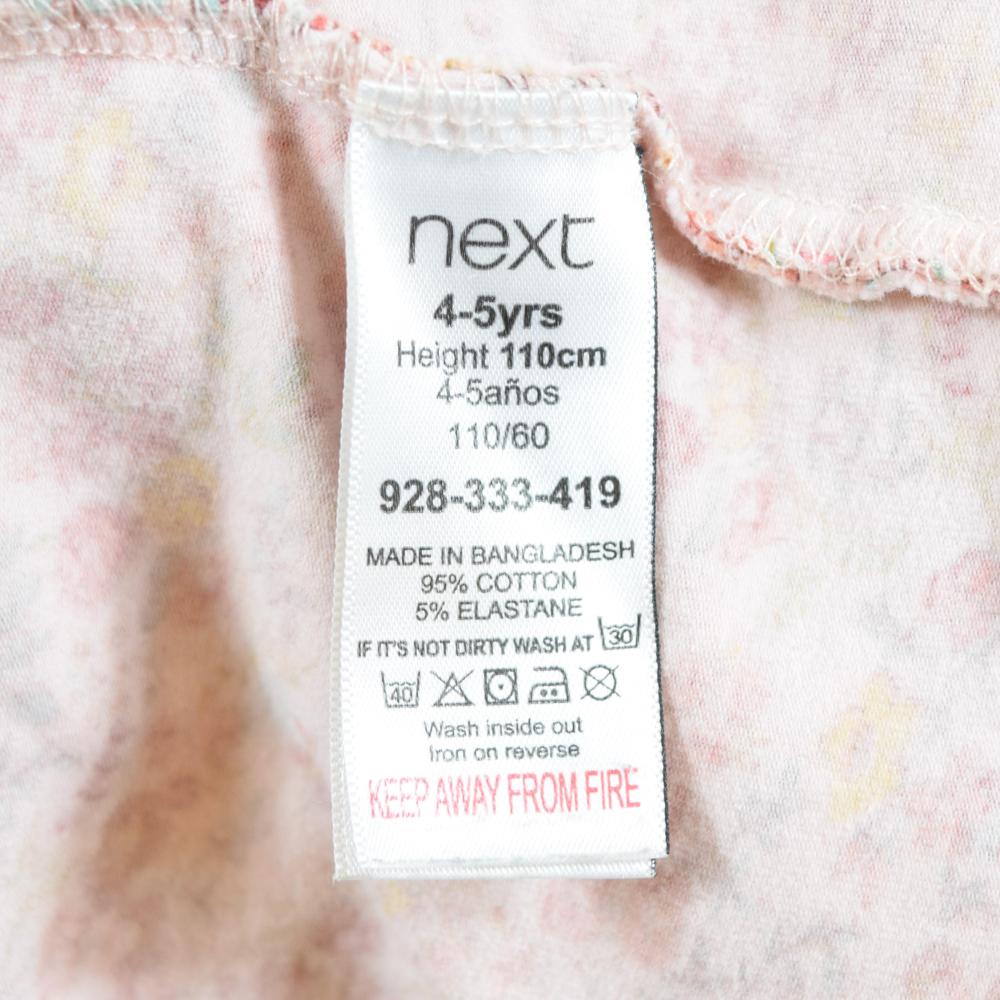 next
4-5yrs
Height 110cm
4-5años
110/60
928-333-419
MADE IN BANGLADESH
95% COTTON
5% ELASTANE
IF IT'S NOT DIRTY WASH AT 30
40
Wash inside out
Iron on reverse
KEEP AWAY FROM FIRE